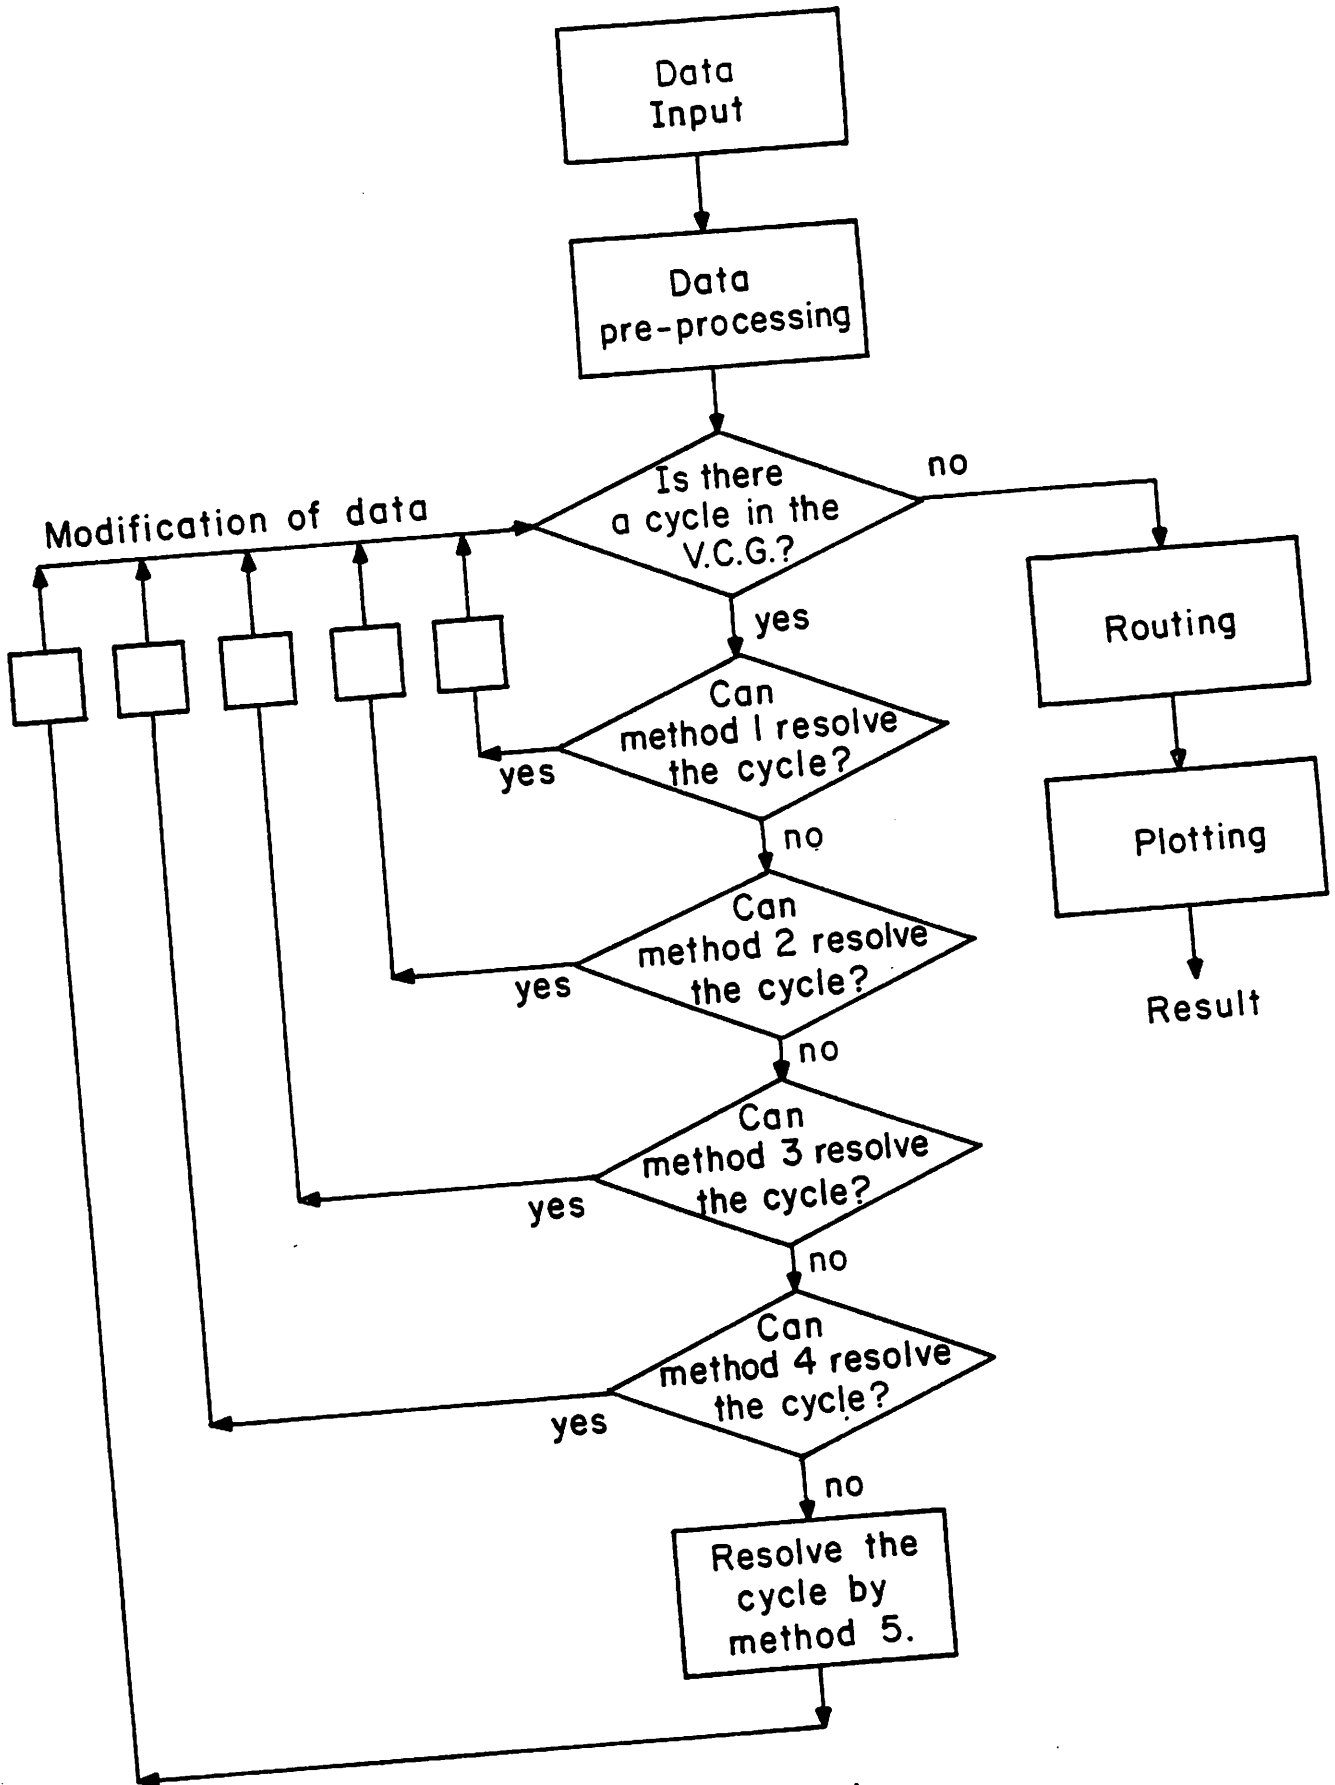 Data
Input
Data
pre-processing
Is there
a cycle in the
V.C.G.?
no
Modification of data
yes
Routing
Can
method 1 resolve
the cycle?
yes
no
Plotting
Can
method 2 resolve
the cycle?
yes
Result
no
Can
method 3 resolve
the cycle?
yes
no
Can
method 4 resolve
the cycle?
yes
no
Resolve the
cycle by
method 5.